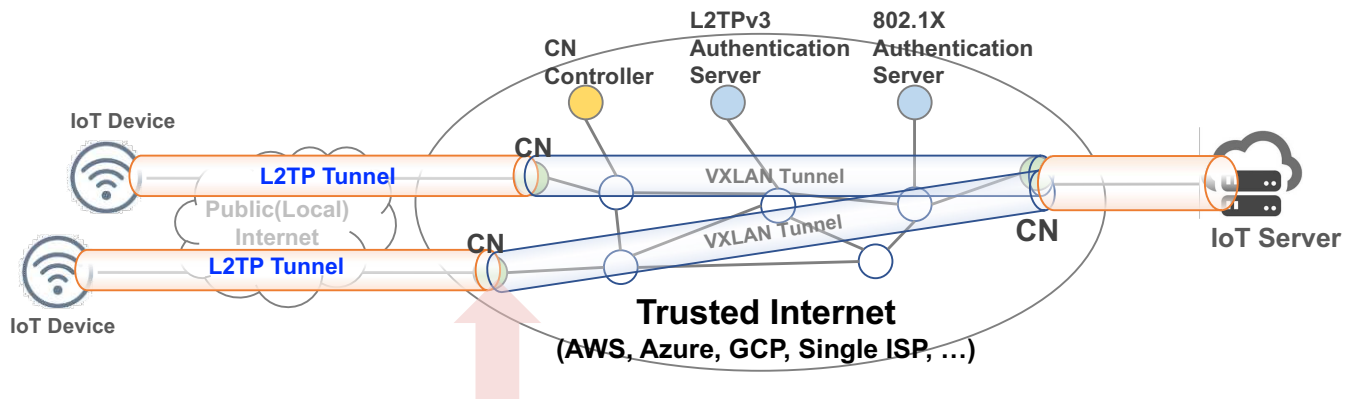 L2TPv3
Authentication
Server
802.1X
Authentication
Server
CN
Controller
IoT Device
CN
L2TP Tunnel
VXLAN Tunnel
Public(Local)
Internet
CN
VXLAN Tunnel
CN
IoT Server
L2TP Tunnel
IoT Device
Trusted Internet
(AWS, Azure, GCP, Single ISP, …)